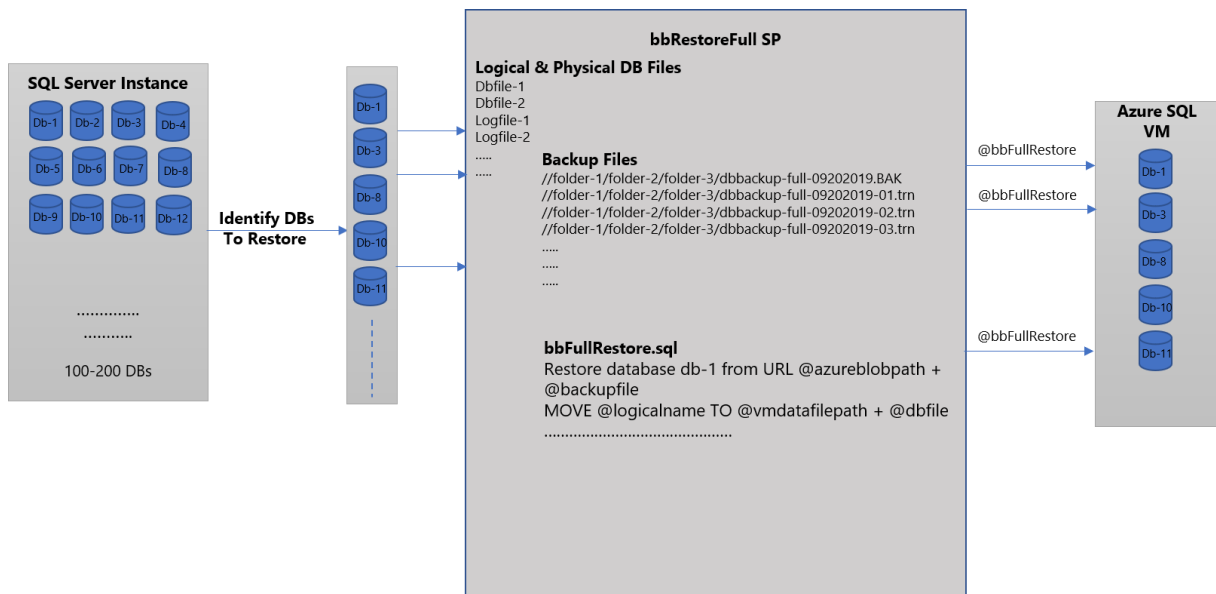 SQL Server Instance
Db-1
Db-2
Db-3
Db-4
Db-5
Db-6
Db-7
Db-8
Db-9
Db-10
Db-11
Db-12
..............
...........
100-200 DBs
Identify DBs
To Restore
Db-1
Db-3
Db-8
Db-10
Db-11
bbRestoreFull SP
Logical & Physical DB Files
Dbfile-1
Dbfile-2
Logfile-1
Logfile-2
.....
.....
Backup Files
//folder-1/folder-2/folder-3/dbbackup-full-09202019.BAK
//folder-1/folder-2/folder-3/dbbackup-full-09202019-01.trn
//folder-1/folder-2/folder-3/dbbackup-full-09202019-02.trn
//folder-1/folder-2/folder-3/dbbackup-full-09202019-03.trn
.....
.....
.....
bbFullRestore.sql
Restore database db-1 from URL @azureblobpath +
@backupfile
MOVE @logicalname TO @vmdatafilepath + @dbfile
.............................................
@bbFullRestore
@bbFullRestore
@bbFullRestore
Azure SQL
VM
Db-1
Db-3
Db-8
Db-10
Db-11